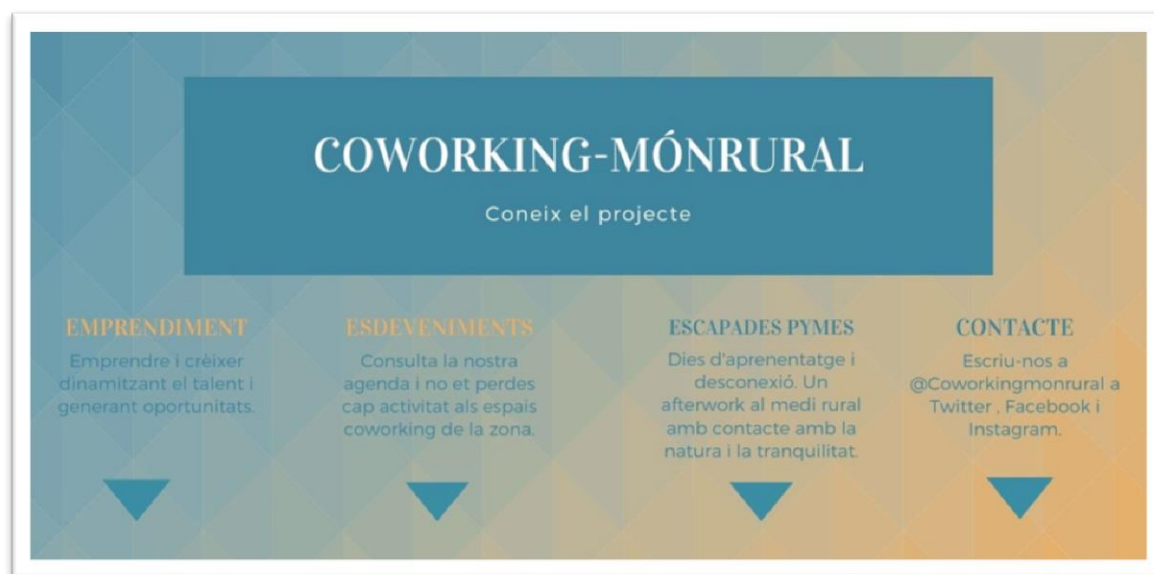 COWORKING-MÓNRURAL
Coneix el projecte
EMPRENDIMENT
Emprendre i crèixer
dinamitzant el talent i
generant oportunitats.
ESDEVENIMENTS
Consulta la nostra
agenda i no et perdes
cap activitat als espais
coworking de la zona.
ESCAPADES PYMES
Dies d'aprenentatge i
desconexió. Un
afterwork al medi rural
amb contacte amb la
natura i la tranquilitat.
CONTACTE
Escriu-nos a
@Coworkingmonrural a
Twitter , Facebook i
Instagram.